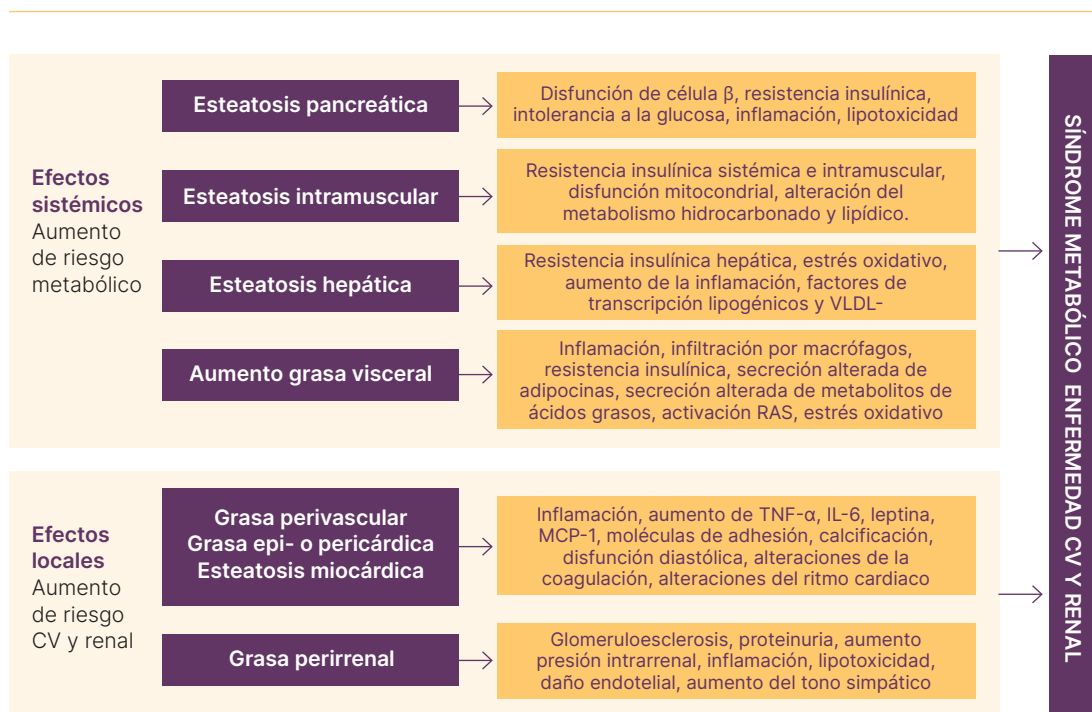 Efectos
sistémicos
Aumento
de riesgo
metabólico
Esteatosis pancreática
Disfunción de célula β, resistencia insulínica,
intolerancia a la glucosa, inflamación, lipotoxicidad
Esteatosis intramuscular
Resistencia insulínica sistémica e intramuscular,
disfunción mitocondrial, alteración del
metabolismo hidrocarbonado y lipídico.
Esteatosis hepática
Resistencia insulínica hepática, estrés oxidativo,
aumento de la inflamación, factores de
transcripción lipogénicos y VLDL-
Aumento grasa visceral
Inflamación, infiltración por macrófagos,
resistencia insulínica, secreción alterada de
adipocinas, secreción alterada de metabolitos de
ácidos grasos, activación RAS, estrés oxidativo
Efectos
locales
Aumento
de riesgo
CV y renal
Grasa perivascular
Grasa epi- o pericárdica
Esteatosis miocárdica
Inflamación, aumento de TNF-α, IL-6, leptina,
MCP-1, moléculas de adhesión, calcificación,
disfunción diastólica, alteraciones de la
coagulación, alteraciones del ritmo cardiaco
Grasa perirrenal
Glomeruloesclerosis, proteinuria, aumento
presión intrarrenal, inflamación, lipotoxicidad,
daño endotelial, aumento del tono simpático
SÍNDROME METABÓLICO ENFERMEDAD CV Y RENAL